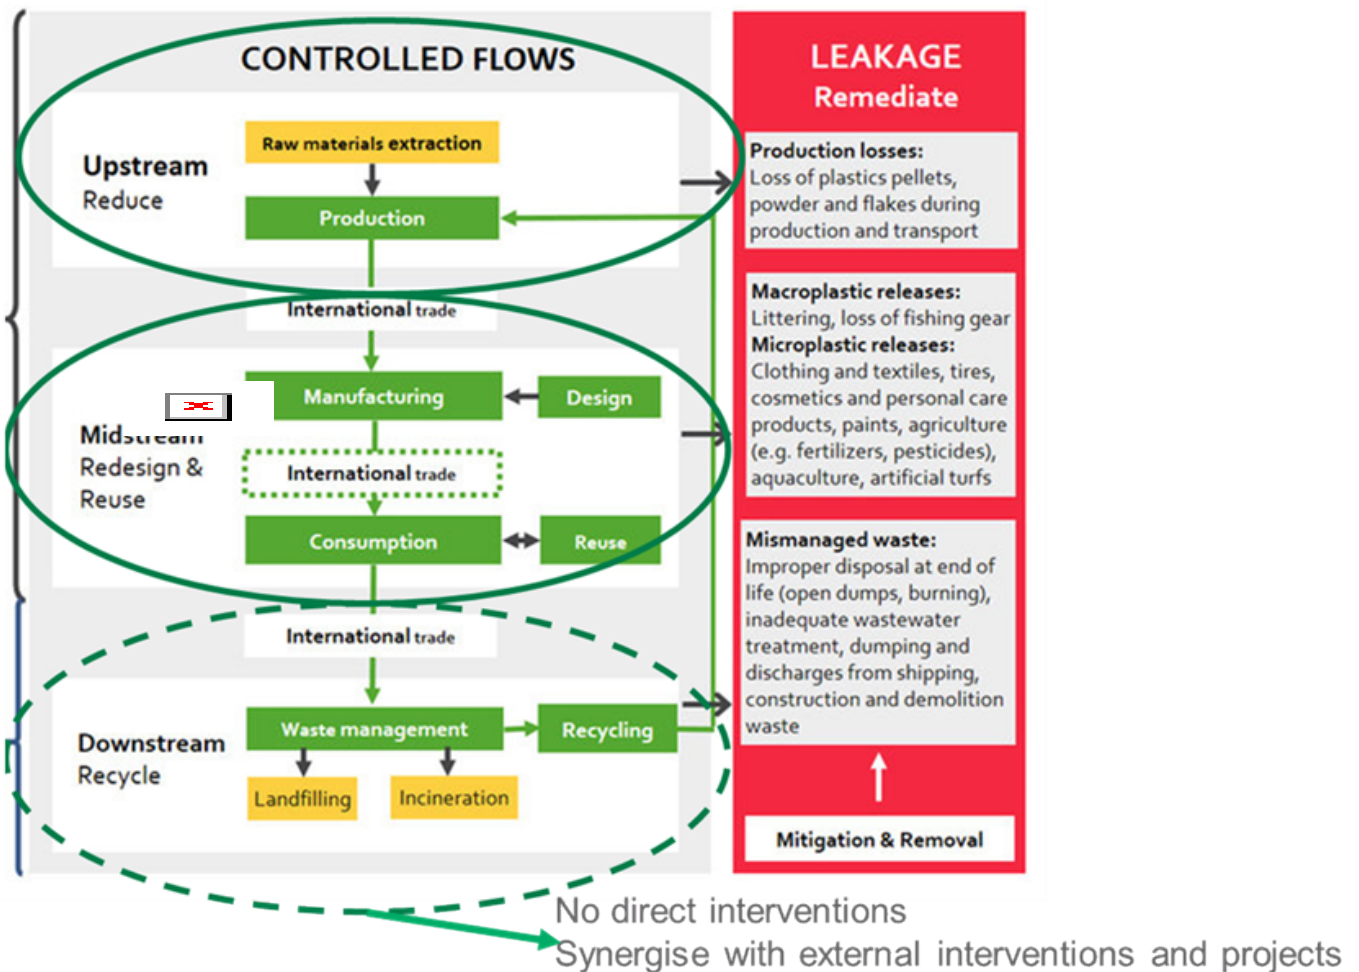 CONTROLLED FLOWS
Upstream
Reduce
Raw materials extraction
Production
International trade
Midstream
Redesign &
Reuse
Manufacturing
Design
International trade
Consumption
Reuse
International trade
Downstream
Recycle
Waste management
Recycling
Landfilling
Incineration
LEAKAGE
Remediate
Production losses:
Loss of plastics pellets,
powder and flakes during
production and transport
Macroplastic releases:
Littering, loss of fishing gear
Microplastic releases:
Clothing and textiles, tires,
cosmetics and personal care
products, paints, agriculture
(e.g. fertilizers, pesticides),
aquaculture, artificial turfs
Mismanaged waste:
Improper disposal at end of
life (open dumps, burning),
inadequate wastewater
treatment, dumping and
discharges from shipping,
construction and demolition
waste
Mitigation & Removal
No direct interventions
Synergise with external interventions and projects